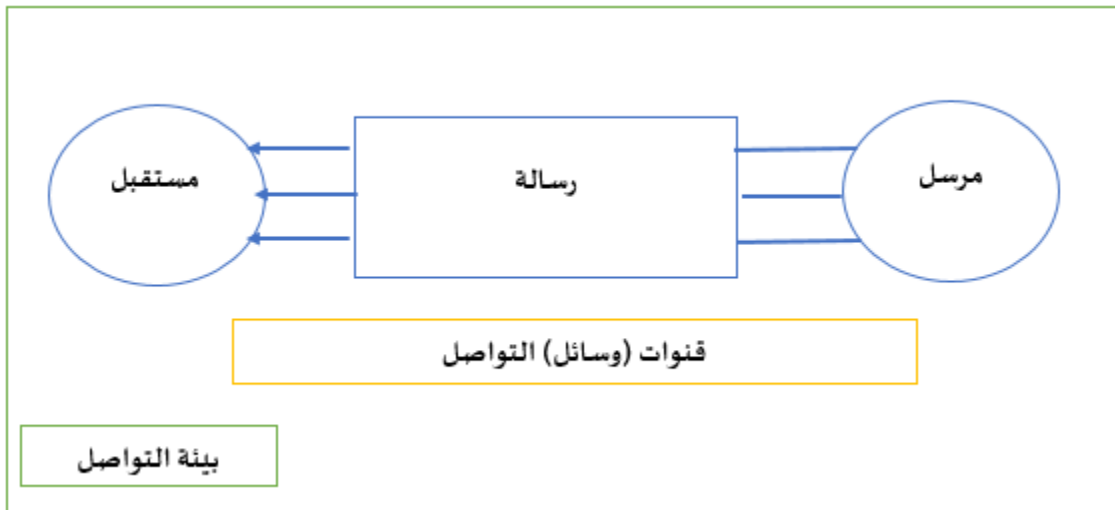 مرسل
رسالة
مستقبل
قنوات (وسائل) التواصل
بيئة التواصل